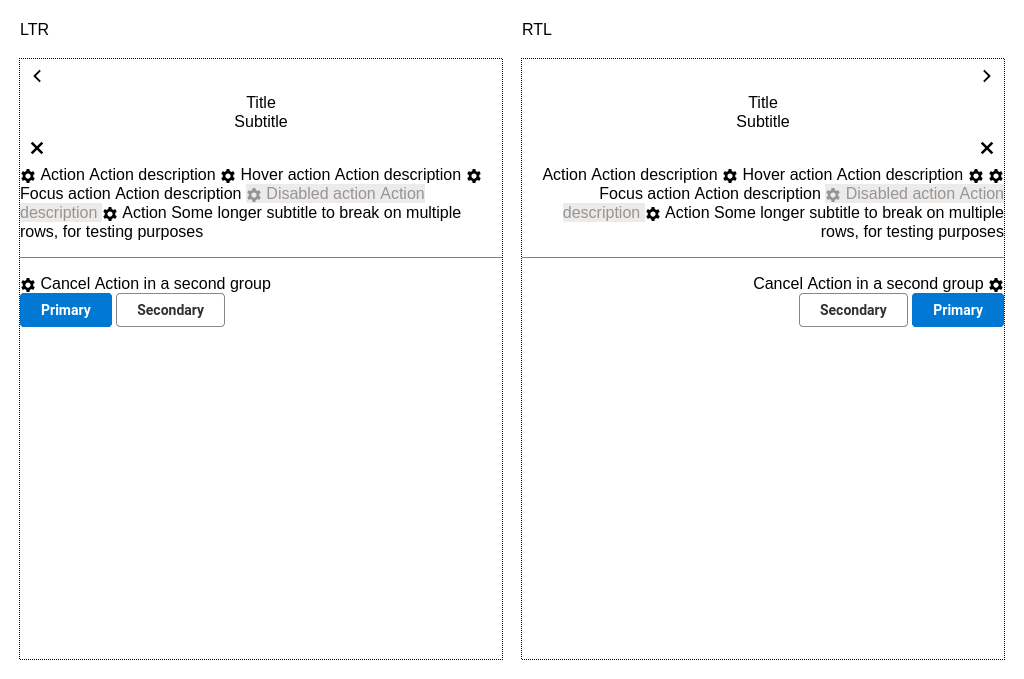 LTR
Title
Subtitle
Action Action description Hover action Action description
Focus action Action description Disabled action Action
description Action Some longer subtitle to break on multiple
rows, for testing purposes
Cancel Action in a second group
Primary Secondary
RTL
Title
Subtitle
Action Action description Hover action Action description
Focus action Action description Disabled action Action
description Action Some longer subtitle to break on multiple
rows, for testing purposes
Cancel Action in a second group
Secondary Primary